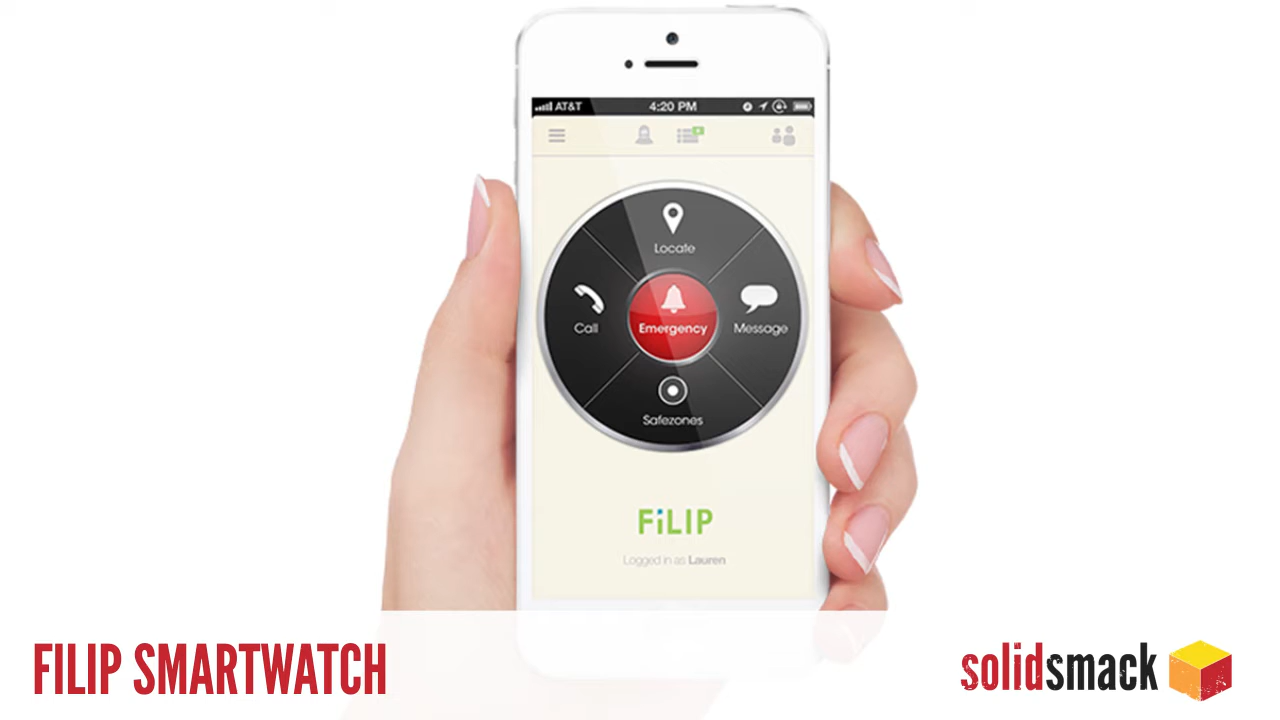 AT&T 4:20 PM
Locate
Call Emergency Message
Safezones
FiLIP
Logged in as Lauren
FILIP SMARTWATCH
solidsmack